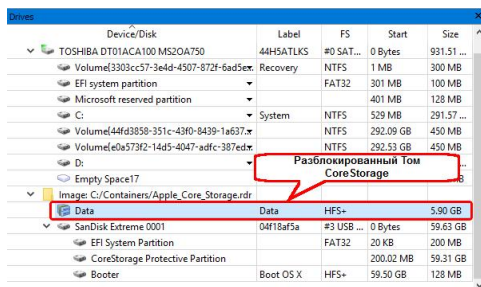 Drives
Device/Disk Label FS Start Size
TOSHIBA DT01ACA100 MS2OA750 44H5ATLKS #0 SAT... 0 Bytes 931.51 ...
Volume{3303cc57-3e4d-4507-872f-6ad5e... Recovery NTFS 1 MB 300 MB
EFI system partition FAT32 301 MB 100 MB
Microsoft reserved partition 401 MB 128 MB
C: System NTFS 529 MB 291.57 ...
Volume{44fd3858-351c-43f0-8439-1a637... NTFS 292.09 GB 450 MB
Volume{e0a573f2-14d5-4047-adfc-387ed... NTFS 292.53 GB 450 MB
D:
Разблокированный Том
CoreStorage
Empty Space17
Image: C:/Containers/Apple_Core_Storage.rdr
Data Data HFS+ 5.90 GB
SanDisk Extreme 0001 04f18af5a #3 USB ... 0 Bytes 59.63 GB
EFI System Partition FAT32 20 KB 200 MB
CoreStorage Protective Partition 200.02 MB 59.31 GB
Booter Boot OS X HFS+ 59.50 GB 128 MB